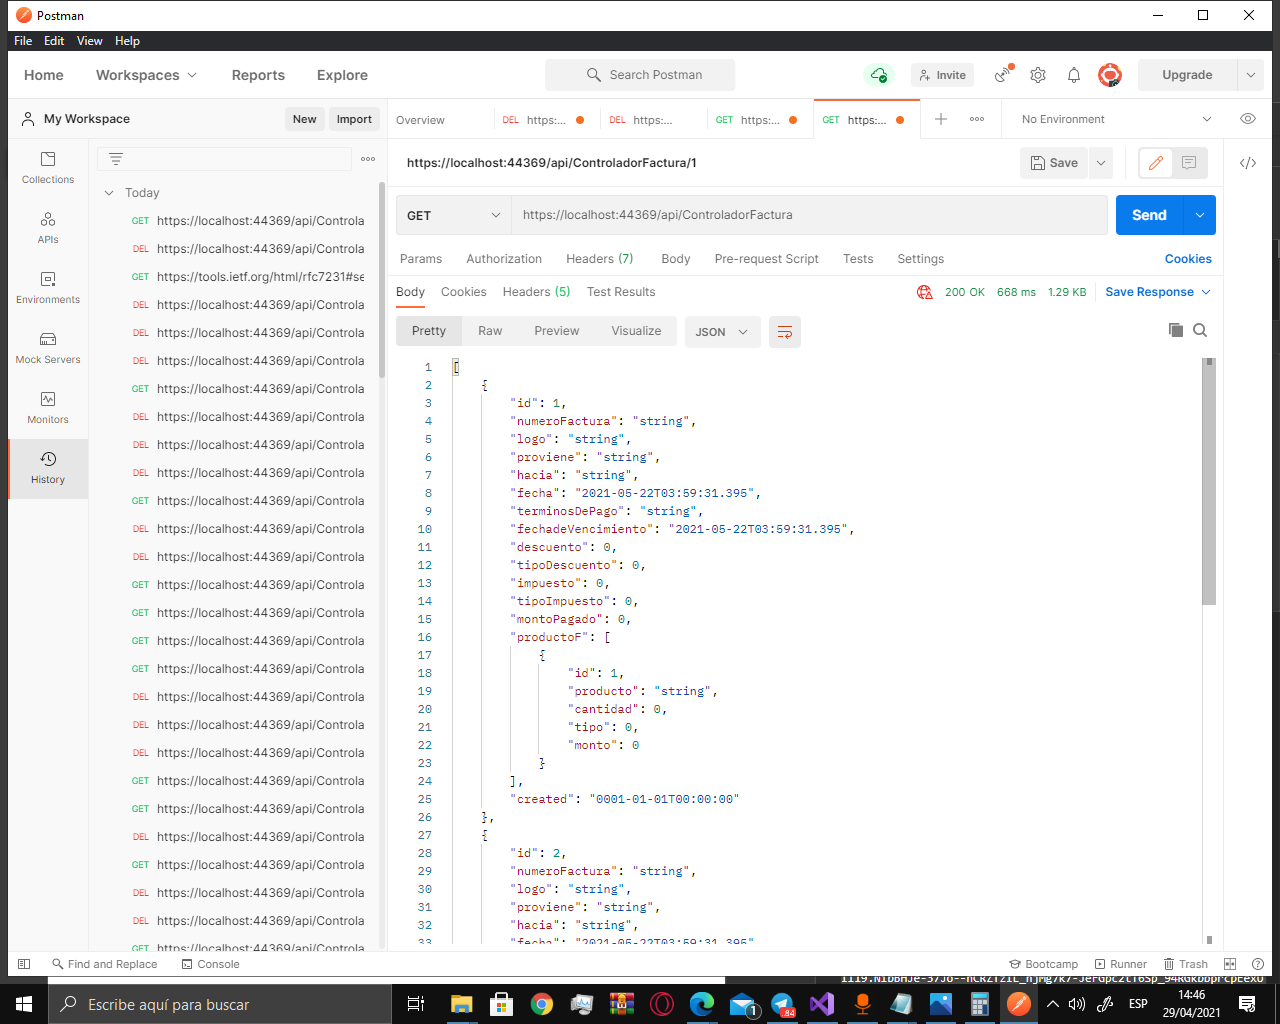 Postman
File Edit View Help
Home Workspaces Reports Explore Search Postman Invite Upgrade
My Workspace New Import Overview DEL https:... DEL https:... GET https:... GET https:... No Environment
https://localhost:44369/api/ControladorFactura/1 Save
Collections
APIs
Environments
Mock Servers
Monitors
History
Today
GET https://localhost:44369/api/Controla
DEL https://localhost:44369/api/Controla
GET https://tools.ietf.org/html/rfc7231#se
DEL https://localhost:44369/api/Controla
DEL https://localhost:44369/api/Controla
DEL https://localhost:44369/api/Controla
GET https://localhost:44369/api/Controla
DEL https://localhost:44369/api/Controla
DEL https://localhost:44369/api/Controla
DEL https://localhost:44369/api/Controla
GET https://localhost:44369/api/Controla
DEL https://localhost:44369/api/Controla
DEL https://localhost:44369/api/Controla
GET https://localhost:44369/api/Controla
GET https://localhost:44369/api/Controla
GET https://localhost:44369/api/Controla
GET https://localhost:44369/api/Controla
DEL https://localhost:44369/api/Controla
DEL https://localhost:44369/api/Controla
GET https://localhost:44369/api/Controla
GET https://localhost:44369/api/Controla
GET https://localhost:44369/api/Controla
DEL https://localhost:44369/api/Controla
GET https://localhost:44369/api/Controla
DEL https://localhost:44369/api/Controla
DEL https://localhost:44369/api/Controla
GET https://localhost:44369/api/Controla
GET https://localhost:44369/api/ControladorFactura Send
Params Authorization Headers (7) Body Pre-request Script Tests Settings Cookies
Body Cookies Headers (5) Test Results 200 OK 668 ms 1.29 KB Save Response
Pretty Raw Preview Visualize JSON
1 [
2 {
3 "id": 1,
4 "numeroFactura": "string",
5 "logo": "string",
6 "proviene": "string",
7 "hacia": "string",
8 "fecha": "2021-05-22T03:59:31.395",
9 "terminosDePago": "string",
10 "fechadeVencimiento": "2021-05-22T03:59:31.395",
11 "descuento": 0,
12 "tipoDescuento": 0,
13 "impuesto": 0,
14 "tipoImpuesto": 0,
15 "montoPagado": 0,
16 "productoF": [
17 {
18 "id": 1,
19 "producto": "string",
20 "cantidad": 0,
21 "tipo": 0,
22 "monto": 0
23 }
24 ],
25 "created": "0001-01-01T00:00:00"
26 },
27 {
28 "id": 2,
29 "numeroFactura": "string",
30 "logo": "string",
31 "proviene": "string",
32 "hacia": "string",
33 "fecha": "2021-05-22T03:59:31.395"
Find and Replace Console Bootcamp Runner Trash
Escribe aquí para buscar 1 84 ESP 14:46
29/04/2021